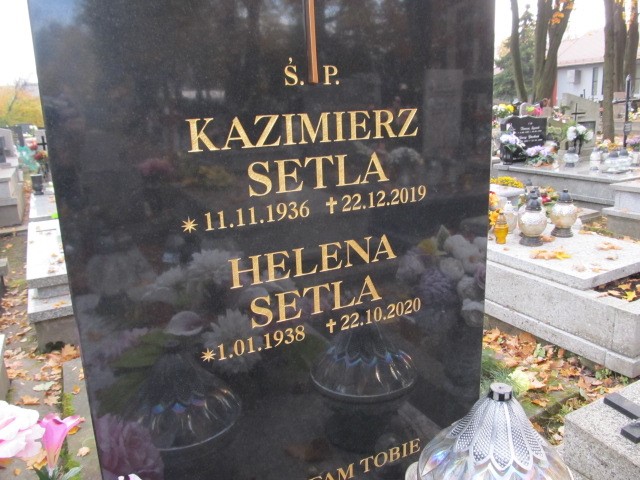 Ś. P.
KAZIMIERZ
SETLA
✴ 11.11.1936 ✝ 22.12.2019
HELENA
SETLA
✴ 1.01.1938 ✝ 22.10.2020
TOBIE